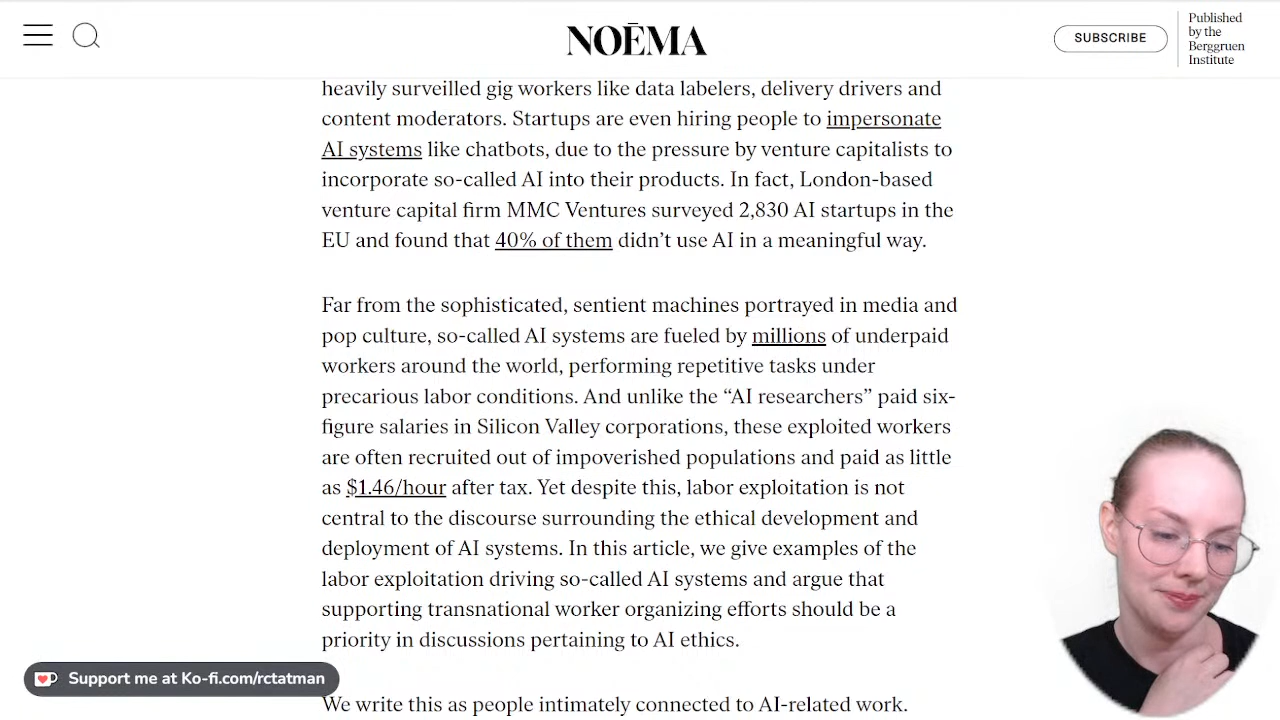 NOĒMA
SUBSCRIBE
Published
by the
Berggruen
Institute
heavily surveilled gig workers like data labelers, delivery drivers and
content moderators. Startups are even hiring people to impersonate
AI systems like chatbots, due to the pressure by venture capitalists to
incorporate so-called AI into their products. In fact, London-based
venture capital firm MMC Ventures surveyed 2,830 AI startups in the
EU and found that 40% of them didn’t use AI in a meaningful way.
Far from the sophisticated, sentient machines portrayed in media and
pop culture, so-called AI systems are fueled by millions of underpaid
workers around the world, performing repetitive tasks under
precarious labor conditions. And unlike the “AI researchers” paid six-
figure salaries in Silicon Valley corporations, these exploited workers
are often recruited out of impoverished populations and paid as little
as $1.46/hour after tax. Yet despite this, labor exploitation is not
central to the discourse surrounding the ethical development and
deployment of AI systems. In this article, we give examples of the
labor exploitation driving so-called AI systems and argue that
supporting transnational worker organizing efforts should be a
priority in discussions pertaining to AI ethics.
We write this as people intimately connected to AI-related work.
Support me at Ko-fi.com/rctatman